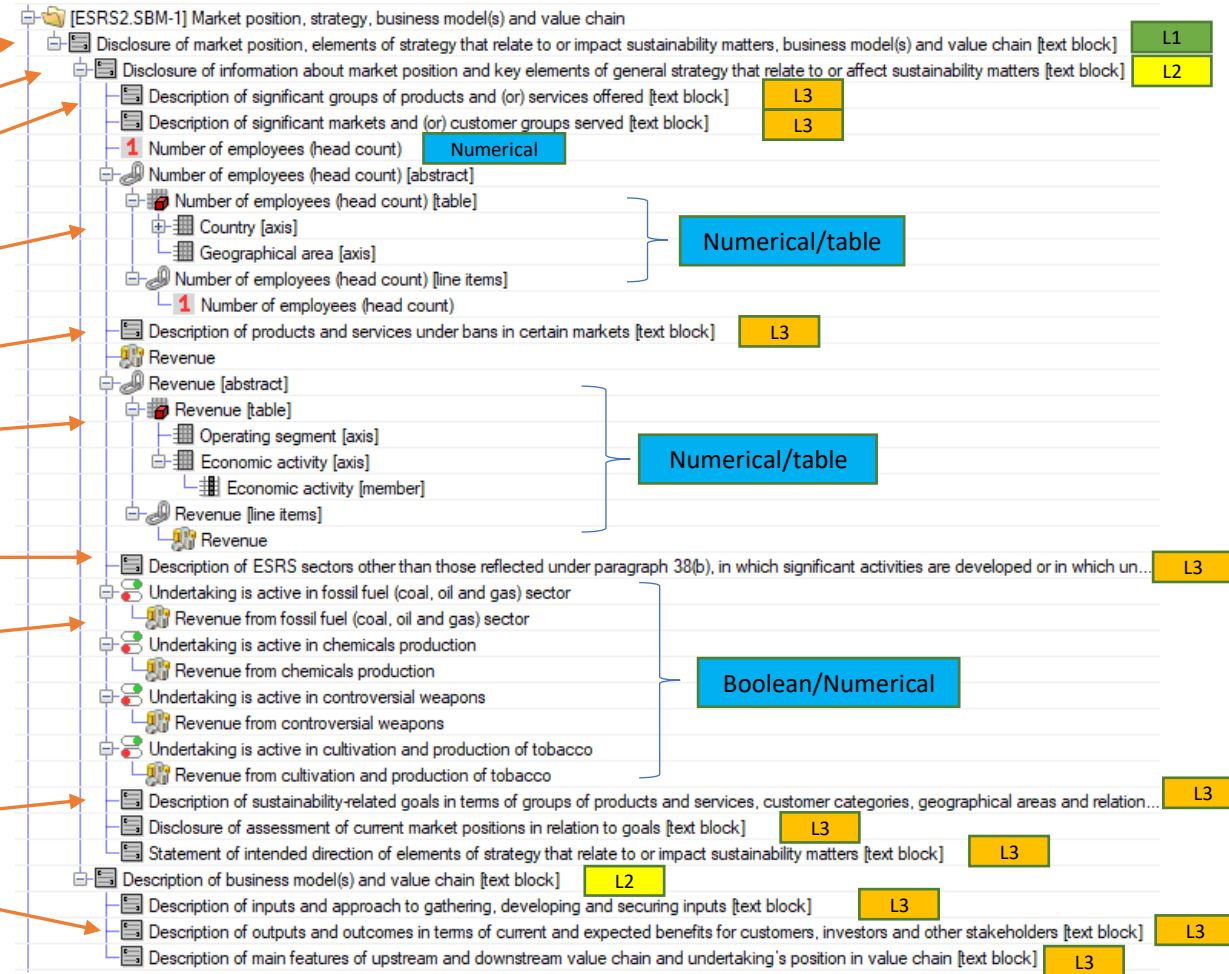 [ESRS2.SBM-1] Market position, strategy, business model(s) and value chain
Disclosure of market position, elements of strategy that relate to or impact sustainability matters, business model(s) and value chain [text block] L1
Disclosure of information about market position and key elements of general strategy that relate to or affect sustainability matters [text block] L2
Description of significant groups of products and (or) services offered [text block] L3
Description of significant markets and (or) customer groups served [text block] L3
1 Number of employees (head count) Numerical
Number of employees (head count) [abstract]
Number of employees (head count) [table]
Country [axis]
Numerical/table
Geographical area [axis]
Number of employees (head count) [line items]
1 Number of employees (head count)
Description of products and services under bans in certain markets [text block] L3
Revenue
Revenue [abstract]
Revenue [table]
Operating segment [axis]
Economic activity [axis] Numerical/table
Economic activity [member]
Revenue [line items]
Revenue
Description of ESRS sectors other than those reflected under paragraph 38(b), in which significant activities are developed or in which un... L3
Undertaking is active in fossil fuel (coal, oil and gas) sector
Revenue from fossil fuel (coal, oil and gas) sector
Undertaking is active in chemicals production
Revenue from chemicals production
Boolean/Numerical
Undertaking is active in controversial weapons
Revenue from controversial weapons
Undertaking is active in cultivation and production of tobacco
Revenue from cultivation and production of tobacco
Description of sustainability-related goals in terms of groups of products and services, customer categories, geographical areas and relation... L3
Disclosure of assessment of current market positions in relation to goals [text block] L3
Statement of intended direction of elements of strategy that relate to or impact sustainability matters [text block] L3
Description of business model(s) and value chain [text block] L2
Description of inputs and approach to gathering, developing and securing inputs [text block] L3
Description of outputs and outcomes in terms of current and expected benefits for customers, investors and other stakeholders [text block] L3
Description of main features of upstream and downstream value chain and undertaking's position in value chain [text block] L3